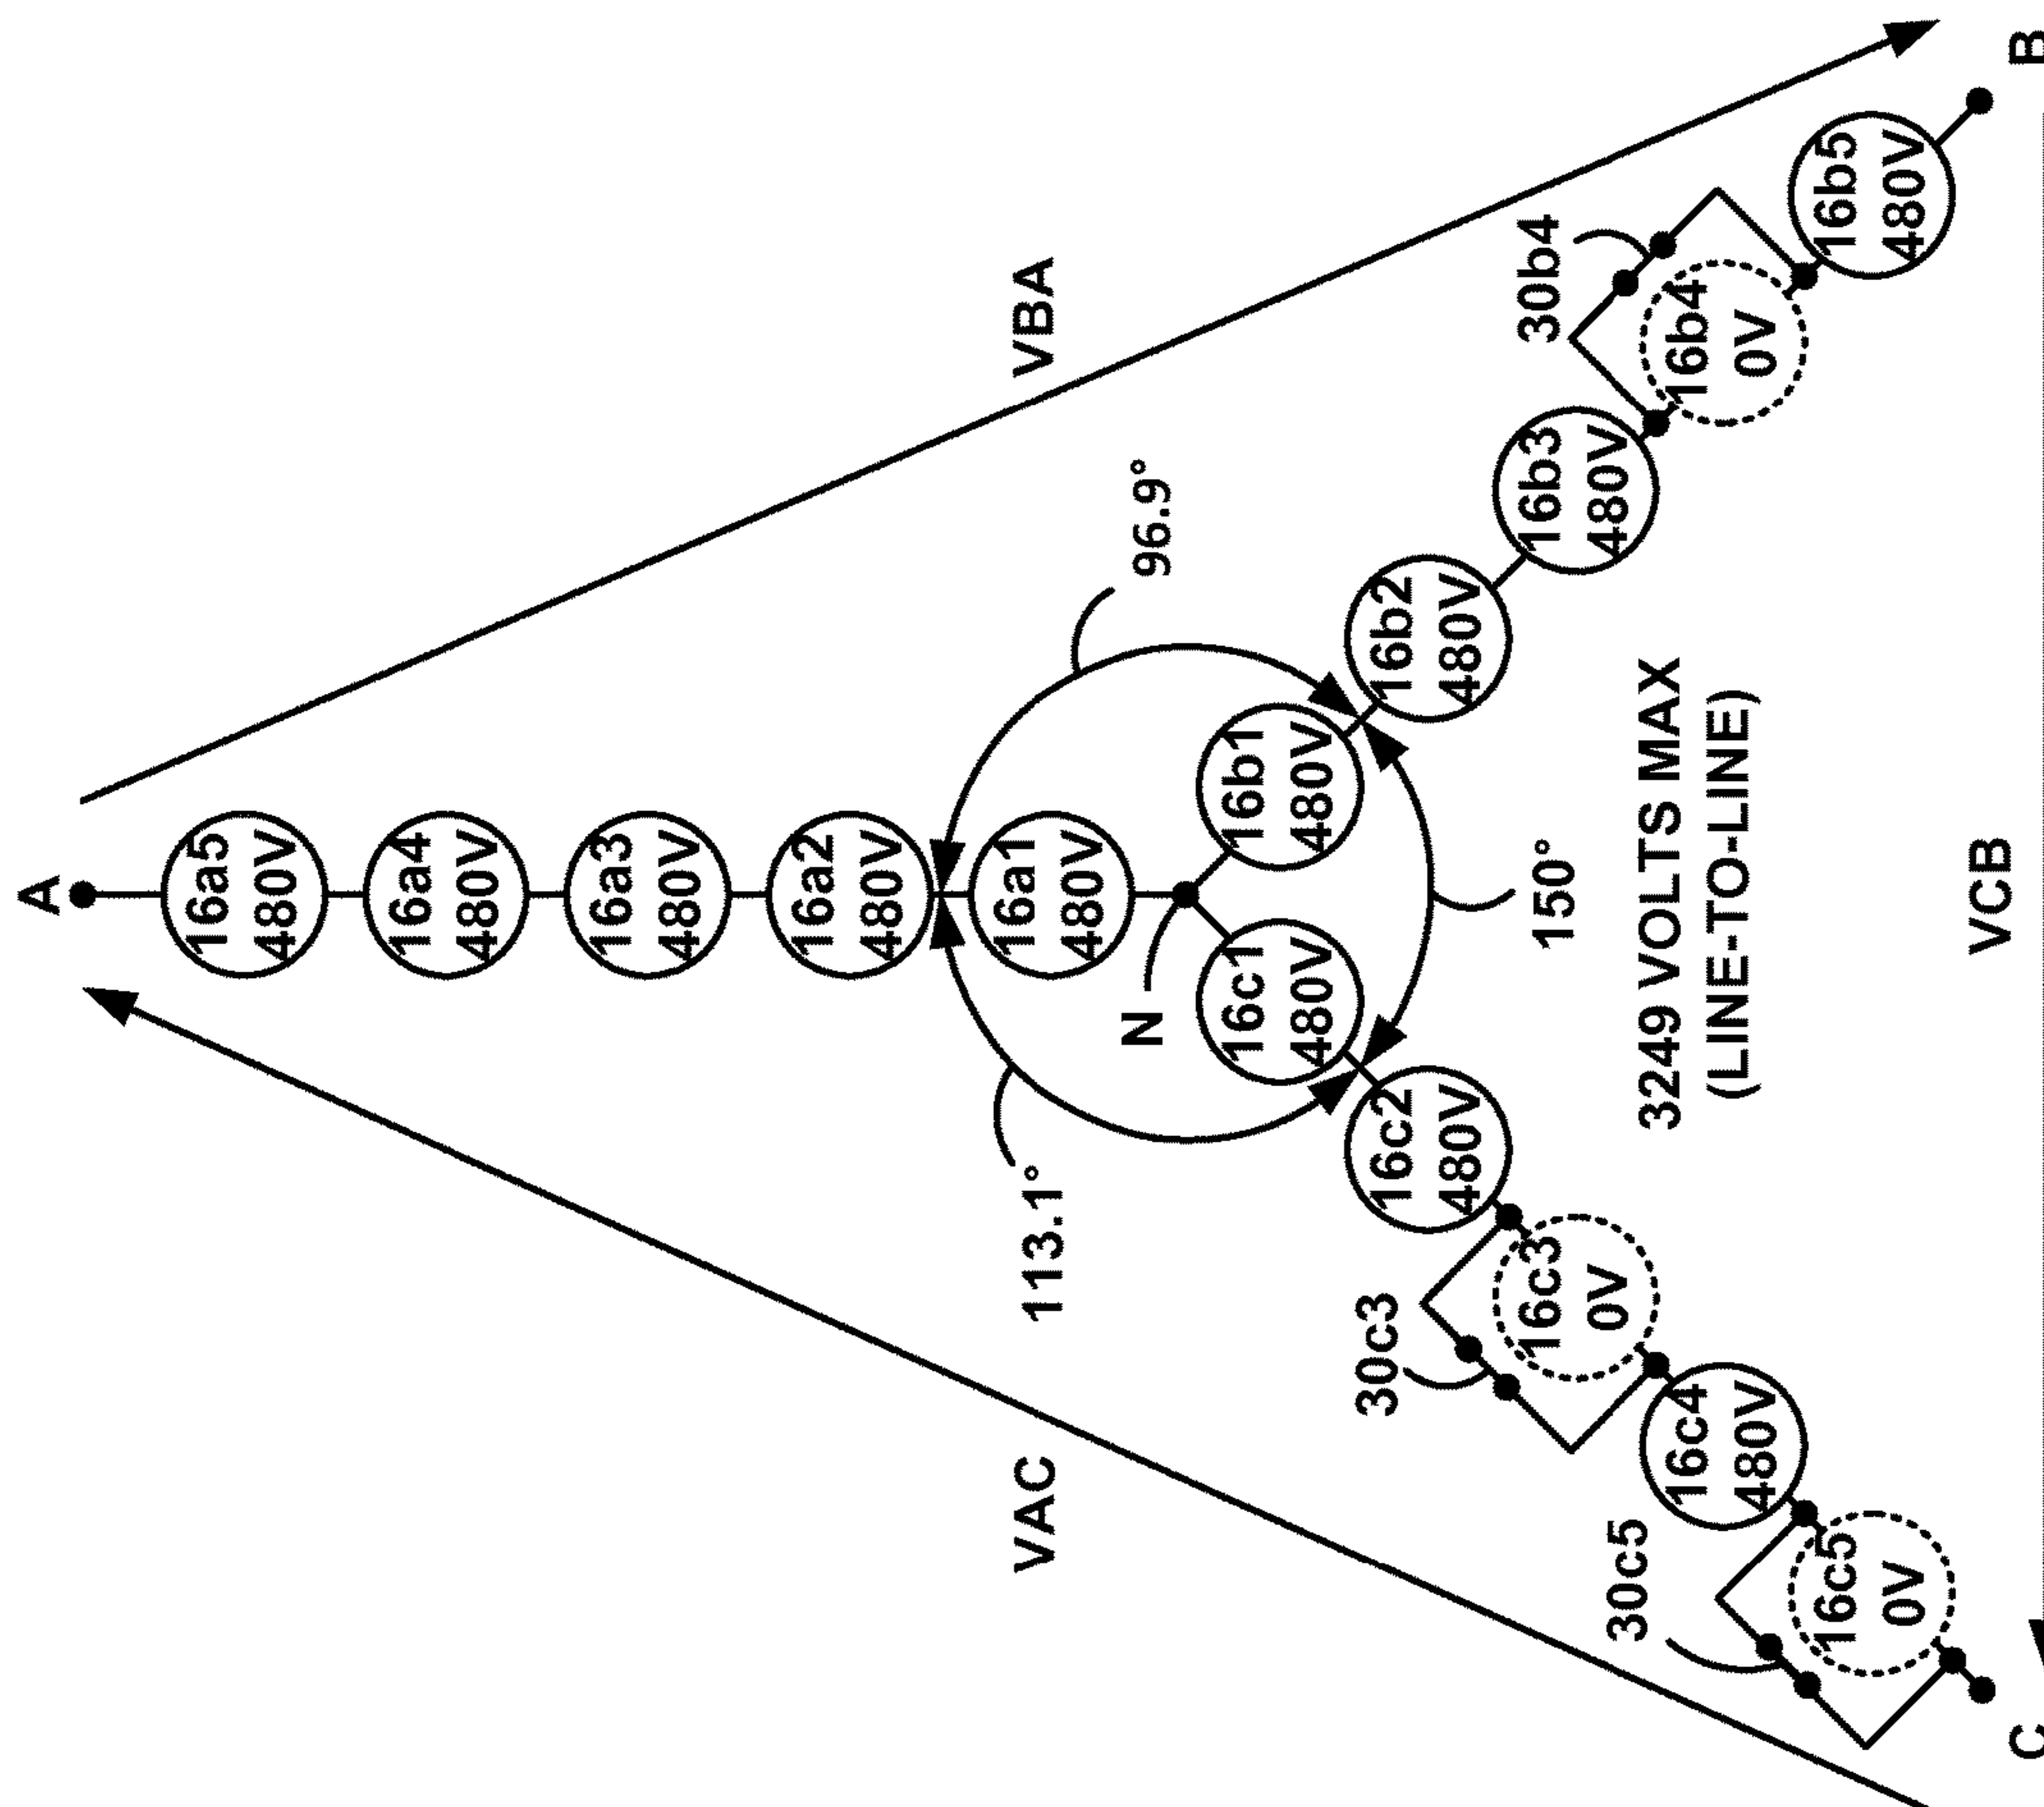 A
16a5
480V
16a4
480V
16a3
480V
16a2
480V
16a1
480V
N
16b1
480V
16b2
480V
16b3
480V
16b4
0V
30b4
16b5
480V
B
16c1
480V
16c2
480V
16c3
0V
30c3
16c4
480V
16c5
0V
30c5
C
VBA
VAC
VCB
96.9°
113.1°
150°
3249 VOLTS MAX
(LINE-TO-LINE)